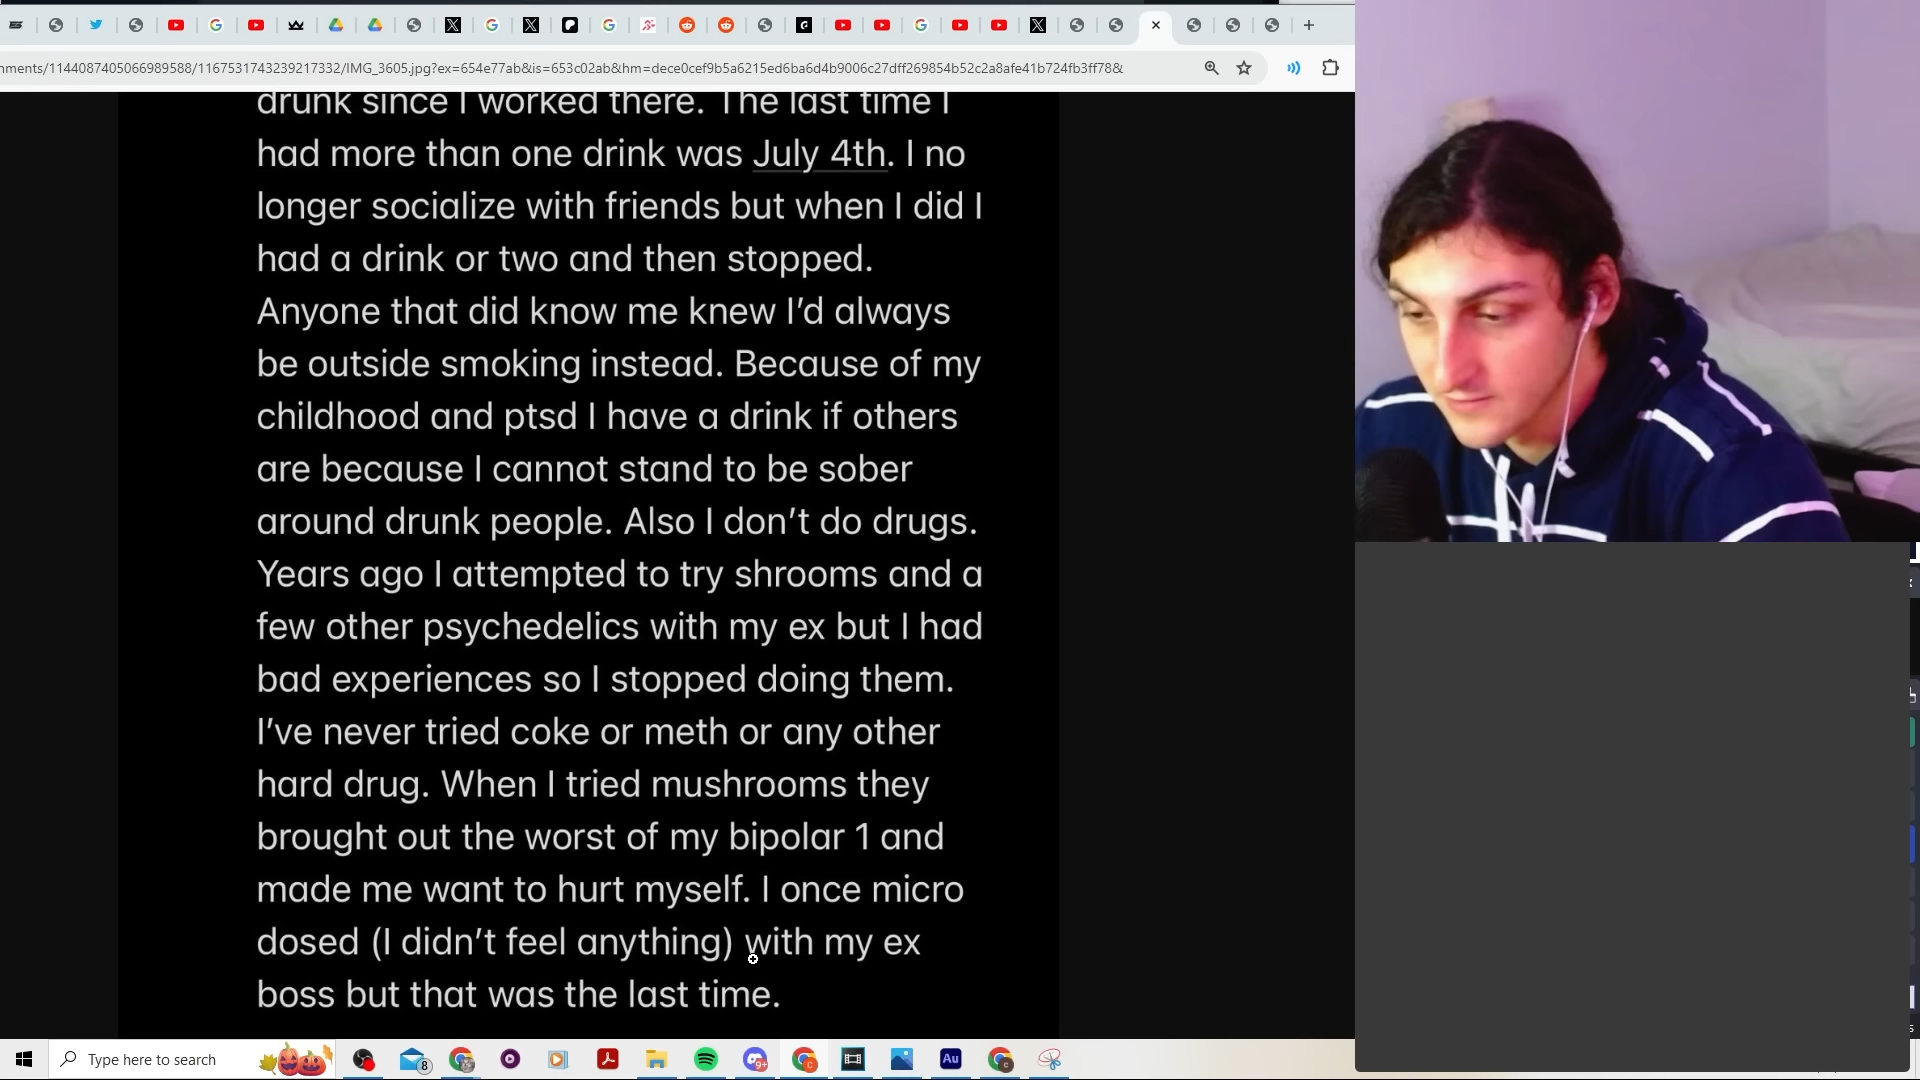 nments/1144087405066989588/1167531743239217332/IMG_3605.jpg?ex=654e77ab&is=653c02ab&hm=dece0cef9b5a6215ed6ba6d4b9006c27dff269854b52c2a8afe41b724fb3ff78&
drunk since I worked there. The last time I
had more than one drink was July 4th. I no
longer socialize with friends but when I did I
had a drink or two and then stopped.
Anyone that did know me knew I’d always
be outside smoking instead. Because of my
childhood and ptsd I have a drink if others
are because I cannot stand to be sober
around drunk people. Also I don’t do drugs.
Years ago I attempted to try shrooms and a
few other psychedelics with my ex but I had
bad experiences so I stopped doing them.
I’ve never tried coke or meth or any other
hard drug. When I tried mushrooms they
brought out the worst of my bipolar 1 and
made me want to hurt myself. I once micro
dosed (I didn’t feel anything) with my ex
boss but that was the last time.
Type here to search
8
9+
Au